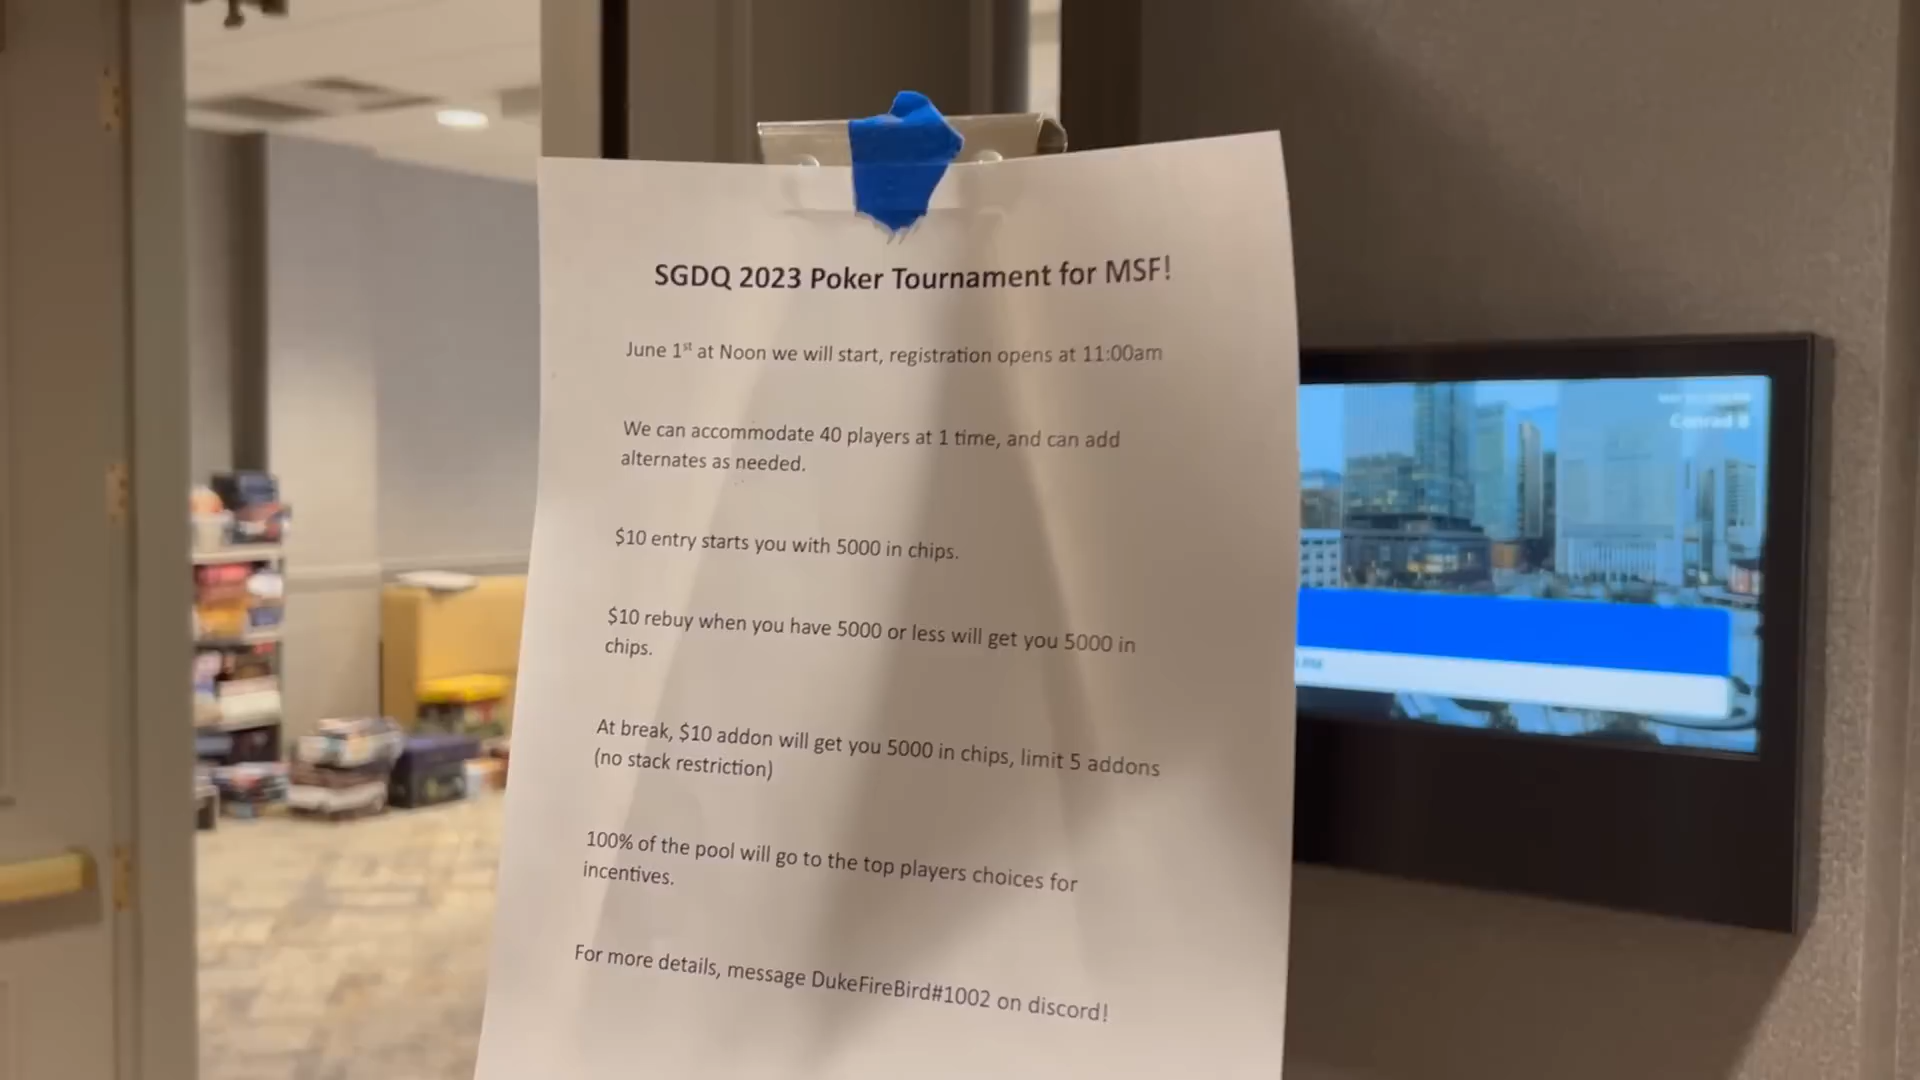 SGDQ 2023 Poker Tournament for MSF!
June 1st at Noon we will start, registration opens at 11:00am
We can accommodate 40 players at 1 time, and can add
alternates as needed.
$10 entry starts you with 5000 in chips.
$10 rebuy when you have 5000 or less will get you 5000 in
chips.
At break, $10 addon will get you 5000 in chips, limit 5 addons
(no stack restriction)
100% of the pool will go to the top players choices for
incentives.
For more details, message DukeFireBird#1002 on discord!
Conrad B